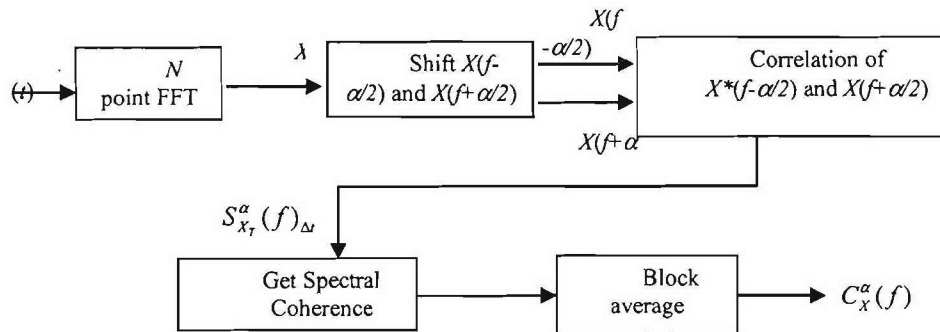 (t)
N
point FFT
X
Shift X(f-
α/2) and X(f+α/2)
X(f
-α/2)
X(f+α
Correlation of
X*(f-α/2) and X(f+α/2)
S^α_{X_T}(f)_{Δt}
Get Spectral
Coherence
Block
average
C^α_X(f)